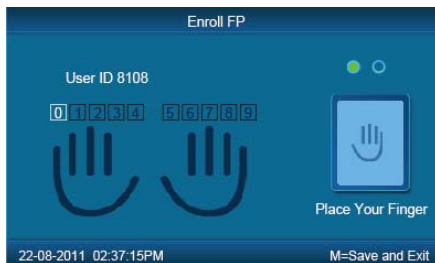 Enroll FP
User ID 8108
0 1 2 3 4 5 6 7 8 9
Place Your Finger
22-08-2011 02:37:15PM M=Save and Exit